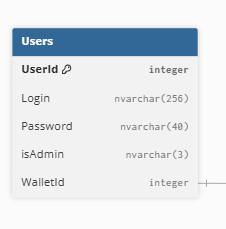 Users
UserId integer
Login nvarchar(256)
Password nvarchar(40)
isAdmin nvarchar(3)
WalletId integer